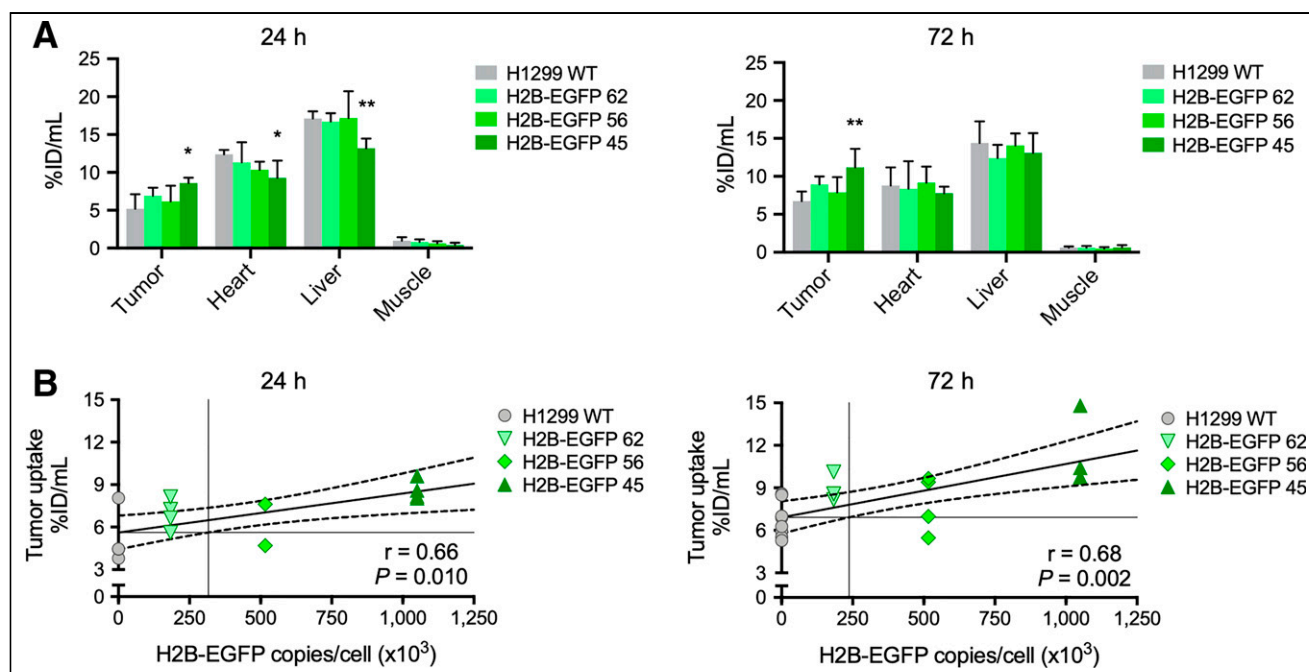 A
24 h
25
20
15
10
5
0
%ID/mL
Tumor
Heart
Liver
Muscle
*
*
**
H1299 WT
H2B-EGFP 62
H2B-EGFP 56
H2B-EGFP 45
72 h
25
20
15
10
5
0
%ID/mL
Tumor
Heart
Liver
Muscle
**
H1299 WT
H2B-EGFP 62
H2B-EGFP 56
H2B-EGFP 45
B
24 h
15
12
9
6
3
0
Tumor uptake
%ID/mL
H1299 WT
H2B-EGFP 62
H2B-EGFP 56
H2B-EGFP 45
r = 0.66
P = 0.010
0 250 500 750 1,000 1,250
H2B-EGFP copies/cell (x10³)
72 h
15
12
9
6
3
0
Tumor uptake
%ID/mL
H1299 WT
H2B-EGFP 62
H2B-EGFP 56
H2B-EGFP 45
r = 0.68
P = 0.002
0 250 500 750 1,000 1,250
H2B-EGFP copies/cell (x10³)